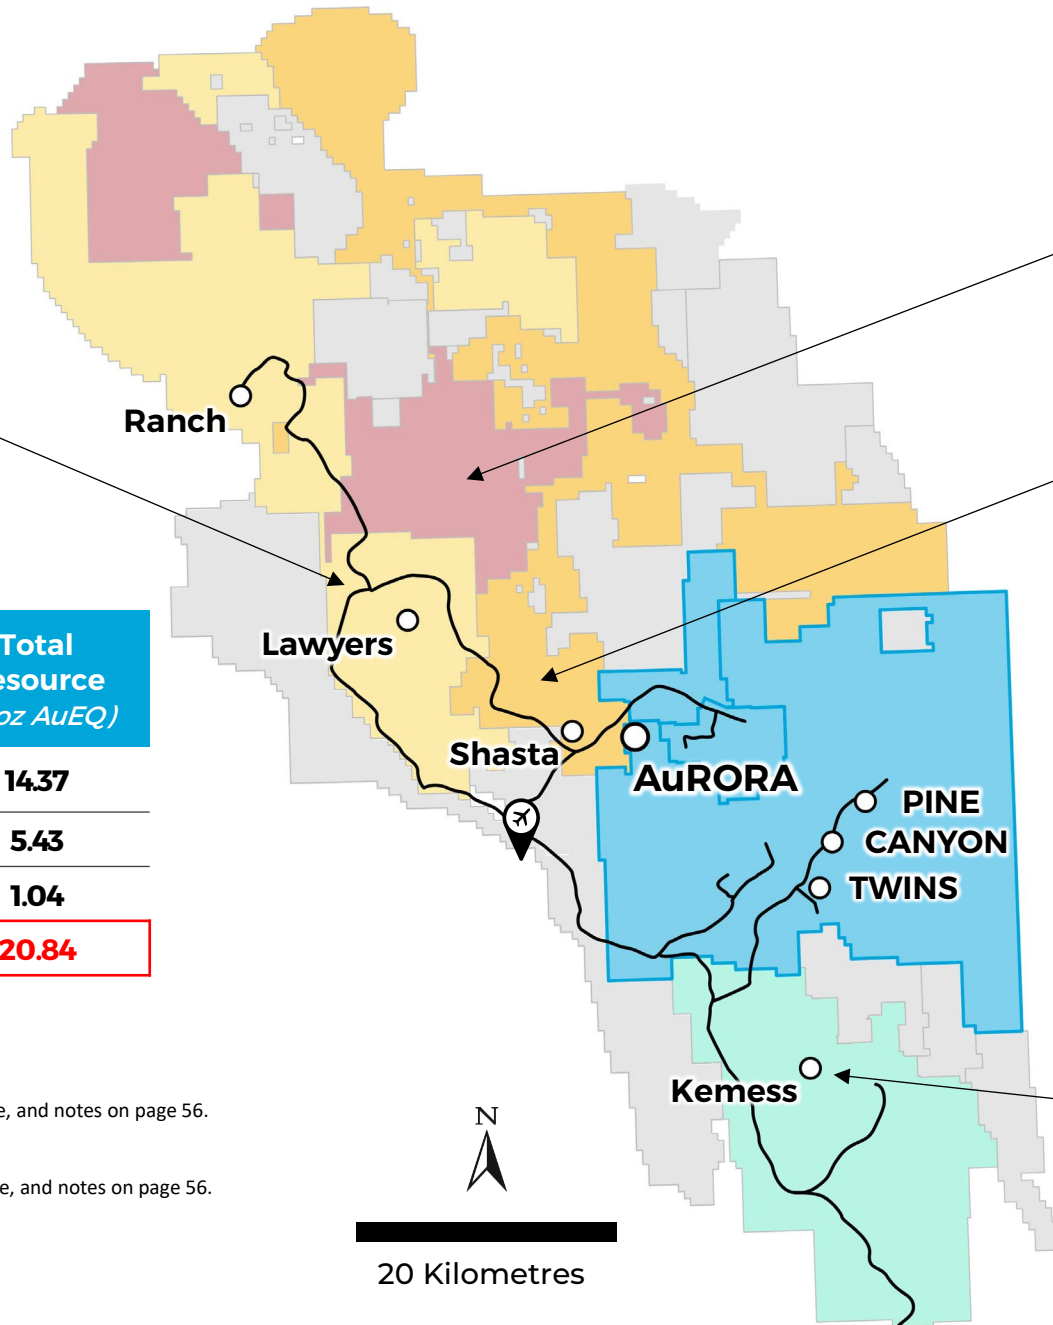 Ranch
Lawyers
Total
esource
oz AuEQ)
14.37
5.43
1.04
20.84
Shasta
AuRORA
PINE
CANYON
TWINS
Kemess
e, and notes on page 56.
e, and notes on page 56.
N
20 Kilometres